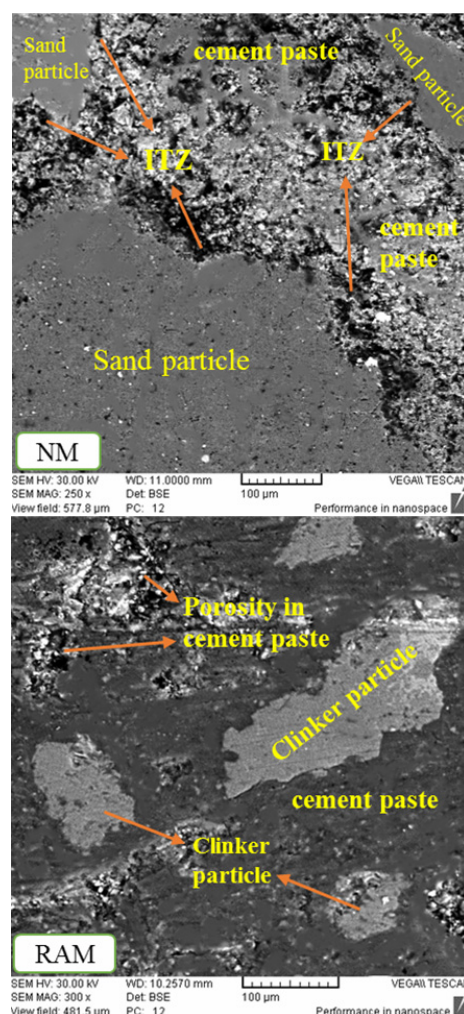 Sand
particle
cement paste
Sand particle
ITZ
ITZ
cement
paste
Sand particle
NM
SEM HV: 30.00 kV WD: 11.0000 mm VEGA\\ TESCAN
SEM MAG: 250 x Det: BSE 100 µm
View field: 577.8 µm PC: 12 Performance in nanospace
Porosity in
cement paste
Clinker particle
cement paste
Clinker
particle
RAM
SEM HV: 30.00 kV WD: 10.2570 mm VEGA\\ TESCAN
SEM MAG: 300 x Det: BSE 100 µm
View field: 481.5 µm PC: 12 Performance in nanospace